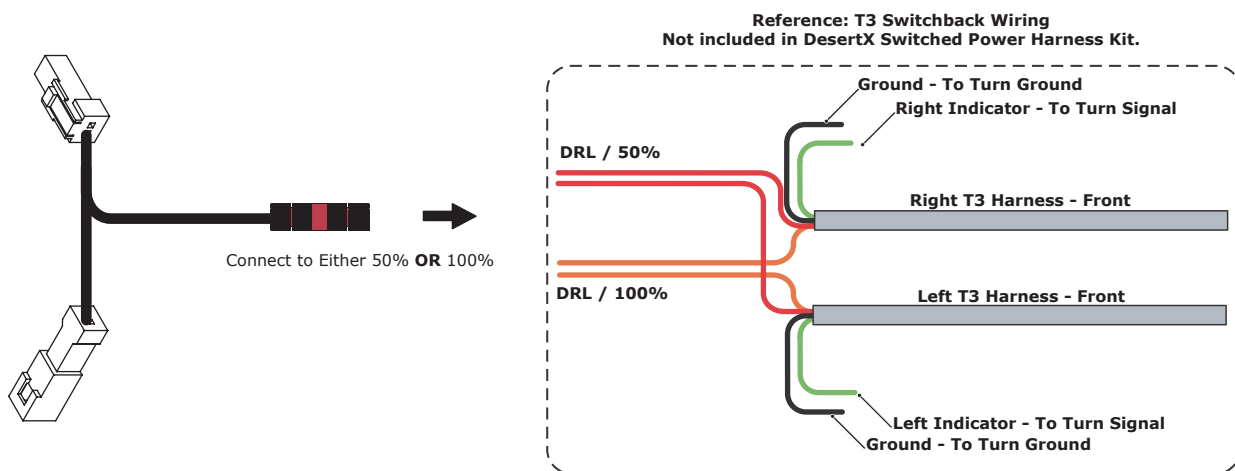 Reference: T3 Switchback Wiring
Not included in DesertX Switched Power Harness Kit.
Ground - To Turn Ground
Right Indicator - To Turn Signal
DRL / 50%
Right T3 Harness - Front
Connect to Either 50% OR 100%
DRL / 100%
Left T3 Harness - Front
Left Indicator - To Turn Signal
Ground - To Turn Ground